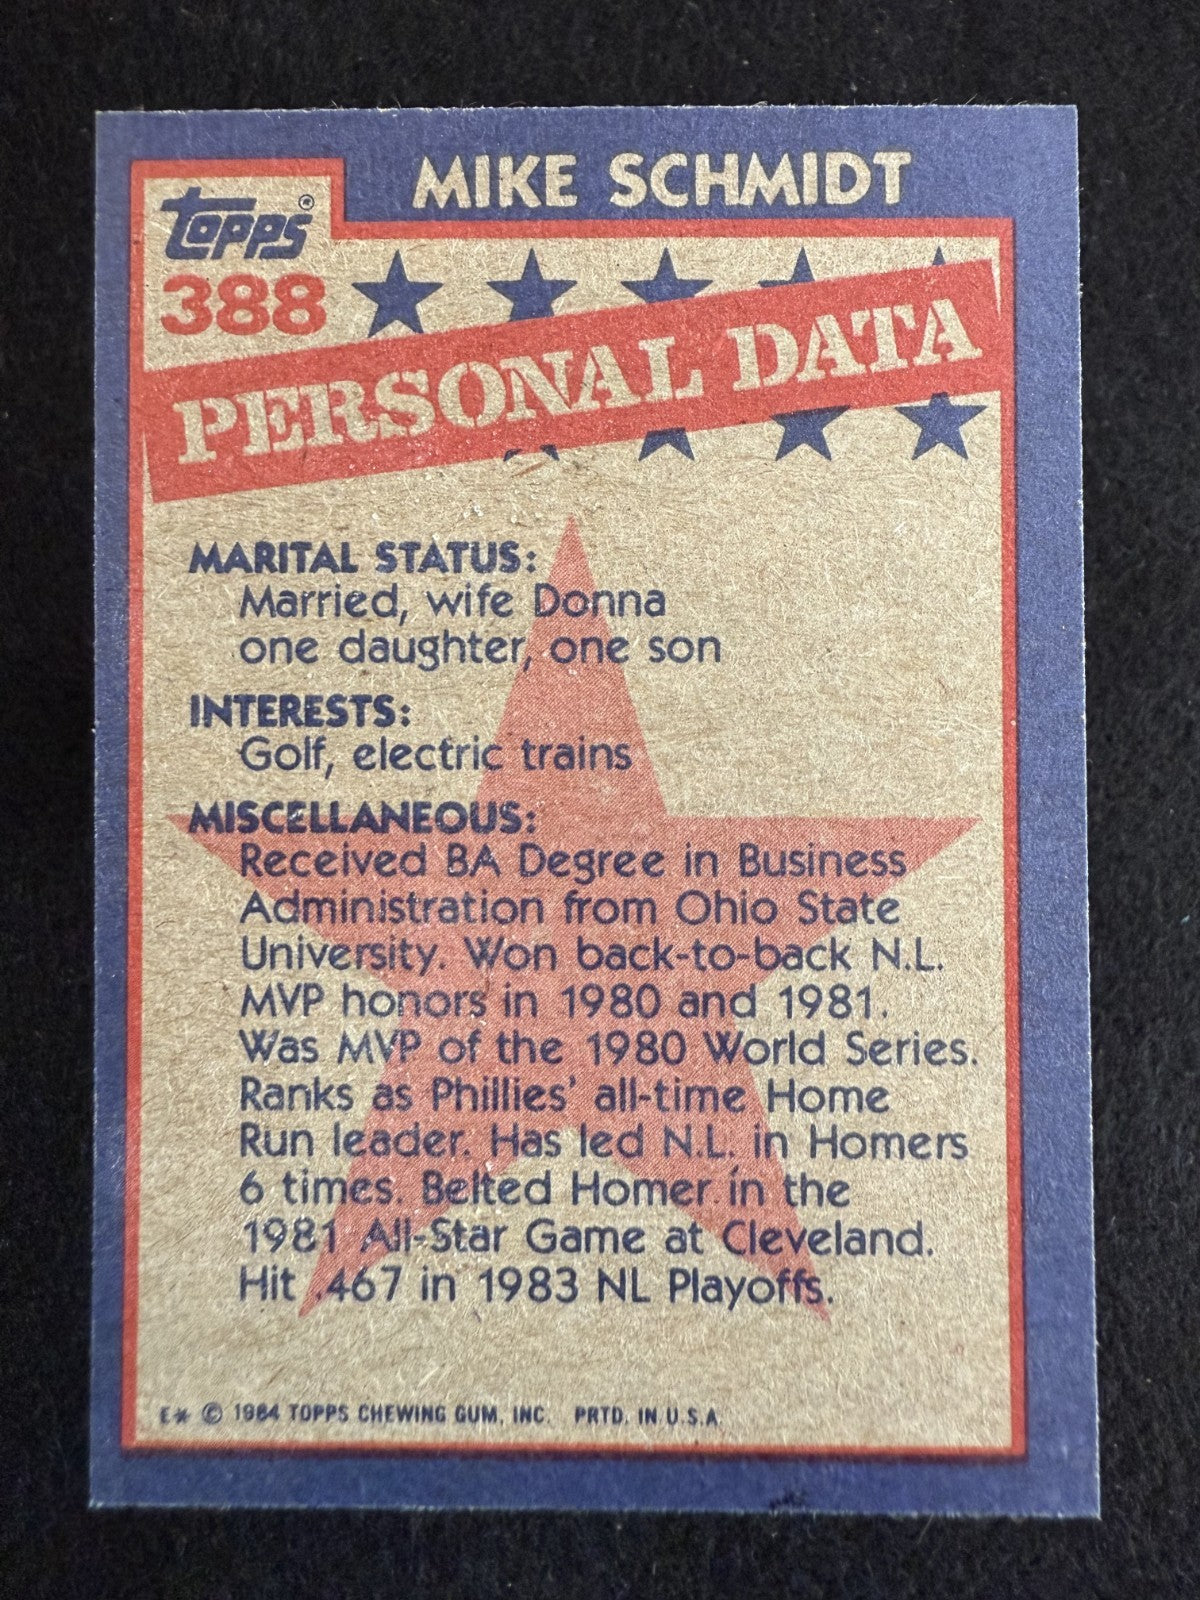 MIKE SCHMIDT
TOPPS®
388
PERSONAL DATA
MARITAL STATUS:
Married, wife Donna
one daughter, one son
INTERESTS:
Golf, electric trains
MISCELLANEOUS:
Received BA Degree in Business
Administration from Ohio State
University. Won back-to-back N.L.
MVP honors in 1980 and 1981.
Was MVP of the 1980 World Series.
Ranks as Phillies' all-time Home
Run leader. Has led N.L. in Homers
6 times. Belted Homer in the
1981 All-Star Game at Cleveland.
Hit .467 in 1983 NL Playoffs.
E* © 1984 TOPPS CHEWING GUM, INC. PRTD. IN U.S.A.